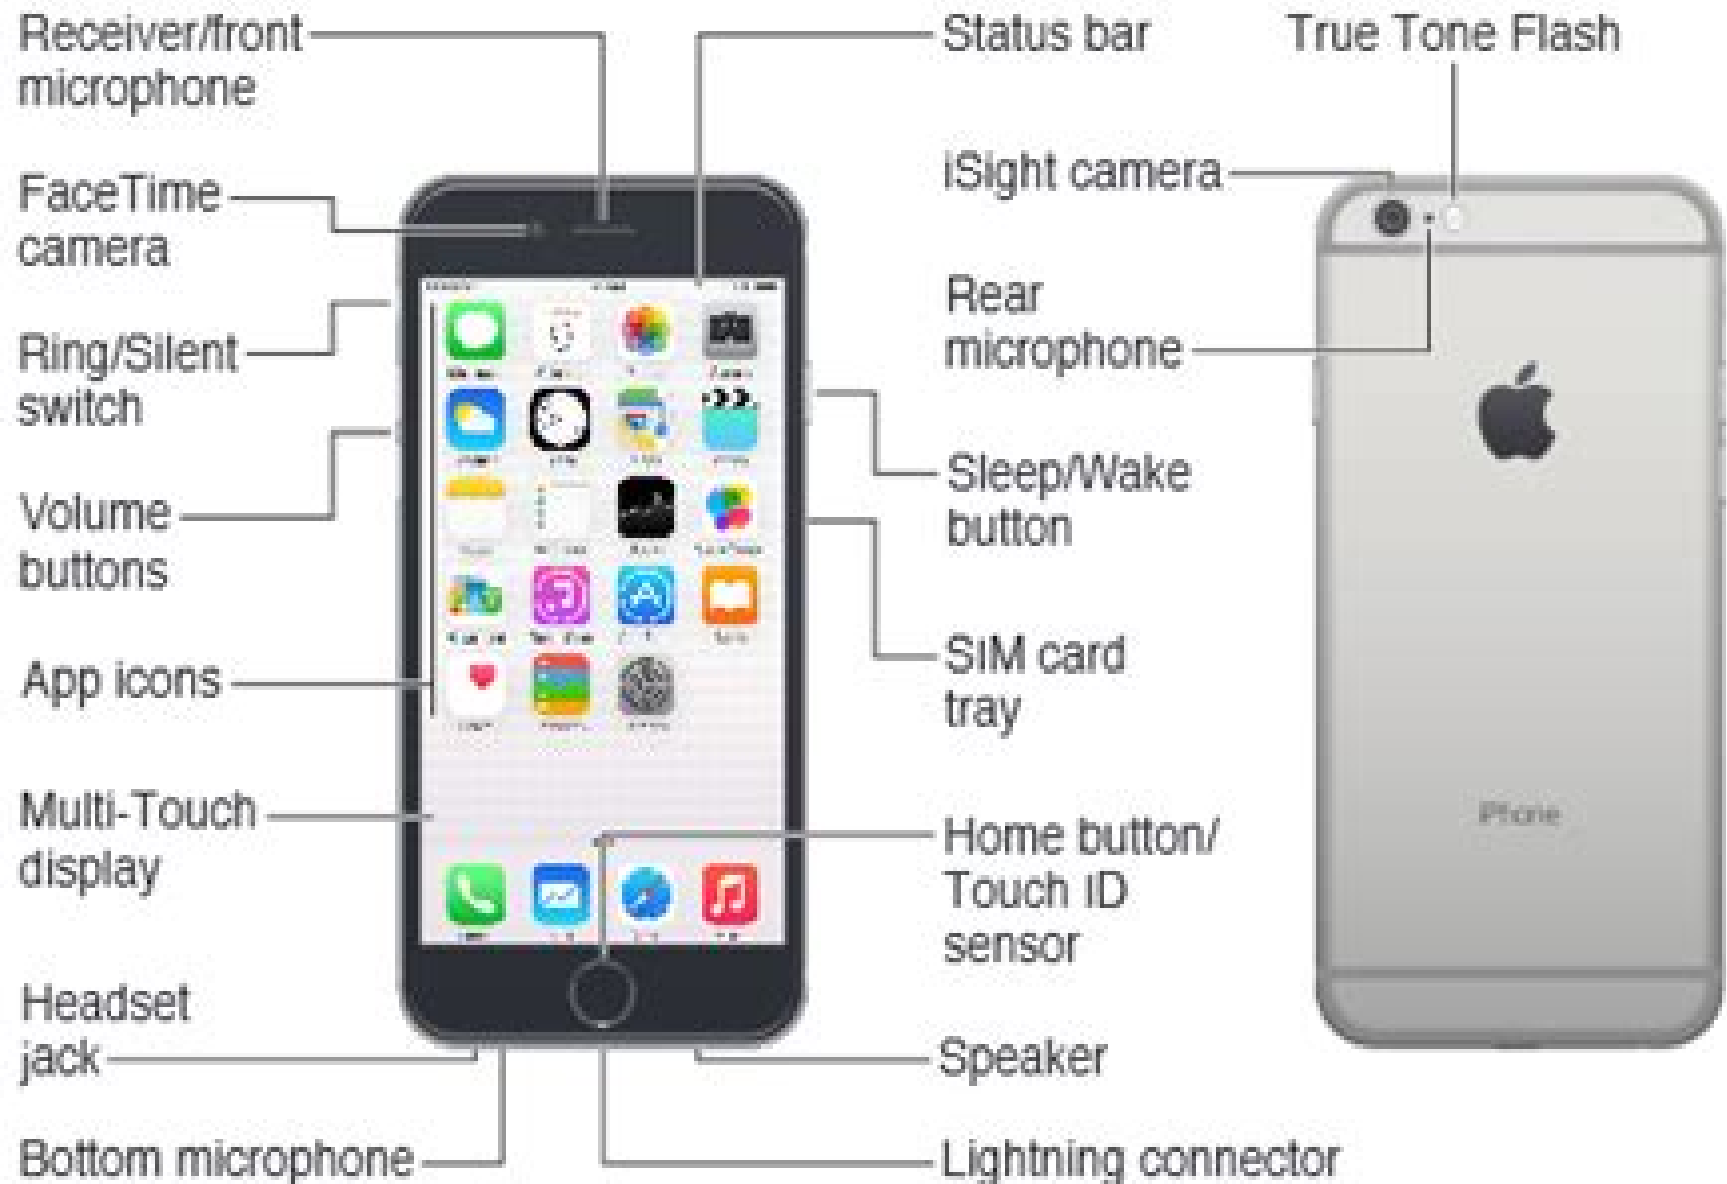 Receiver/front
microphone
FaceTime
camera
Ring/Silent
switch
Volume
buttons
App icons
Multi-Touch
display
Headset
jack
Bottom microphone
Status bar
True Tone Flash
iSight camera
Rear
microphone
Sleep/Wake
button
SIM card
tray
Home button/
Touch ID
sensor
Speaker
Lightning connector
iPhone